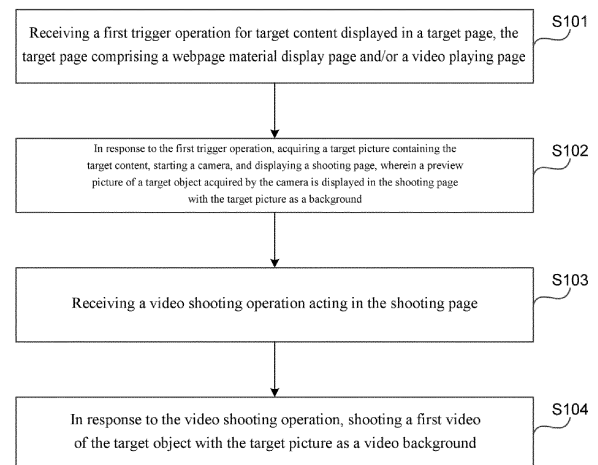 Receiving a first trigger operation for target content displayed in a target page, the
target page comprising a webpage material display page and/or a video playing page
S101
In response to the first trigger operation, acquiring a target picture containing the
target content, starting a camera, and displaying a shooting page, wherein a preview
picture of a target object acquired by the camera is displayed in the shooting page
with the target picture as a background
S102
Receiving a video shooting operation acting in the shooting page
S103
In response to the video shooting operation, shooting a first video
of the target object with the target picture as a video background
S104